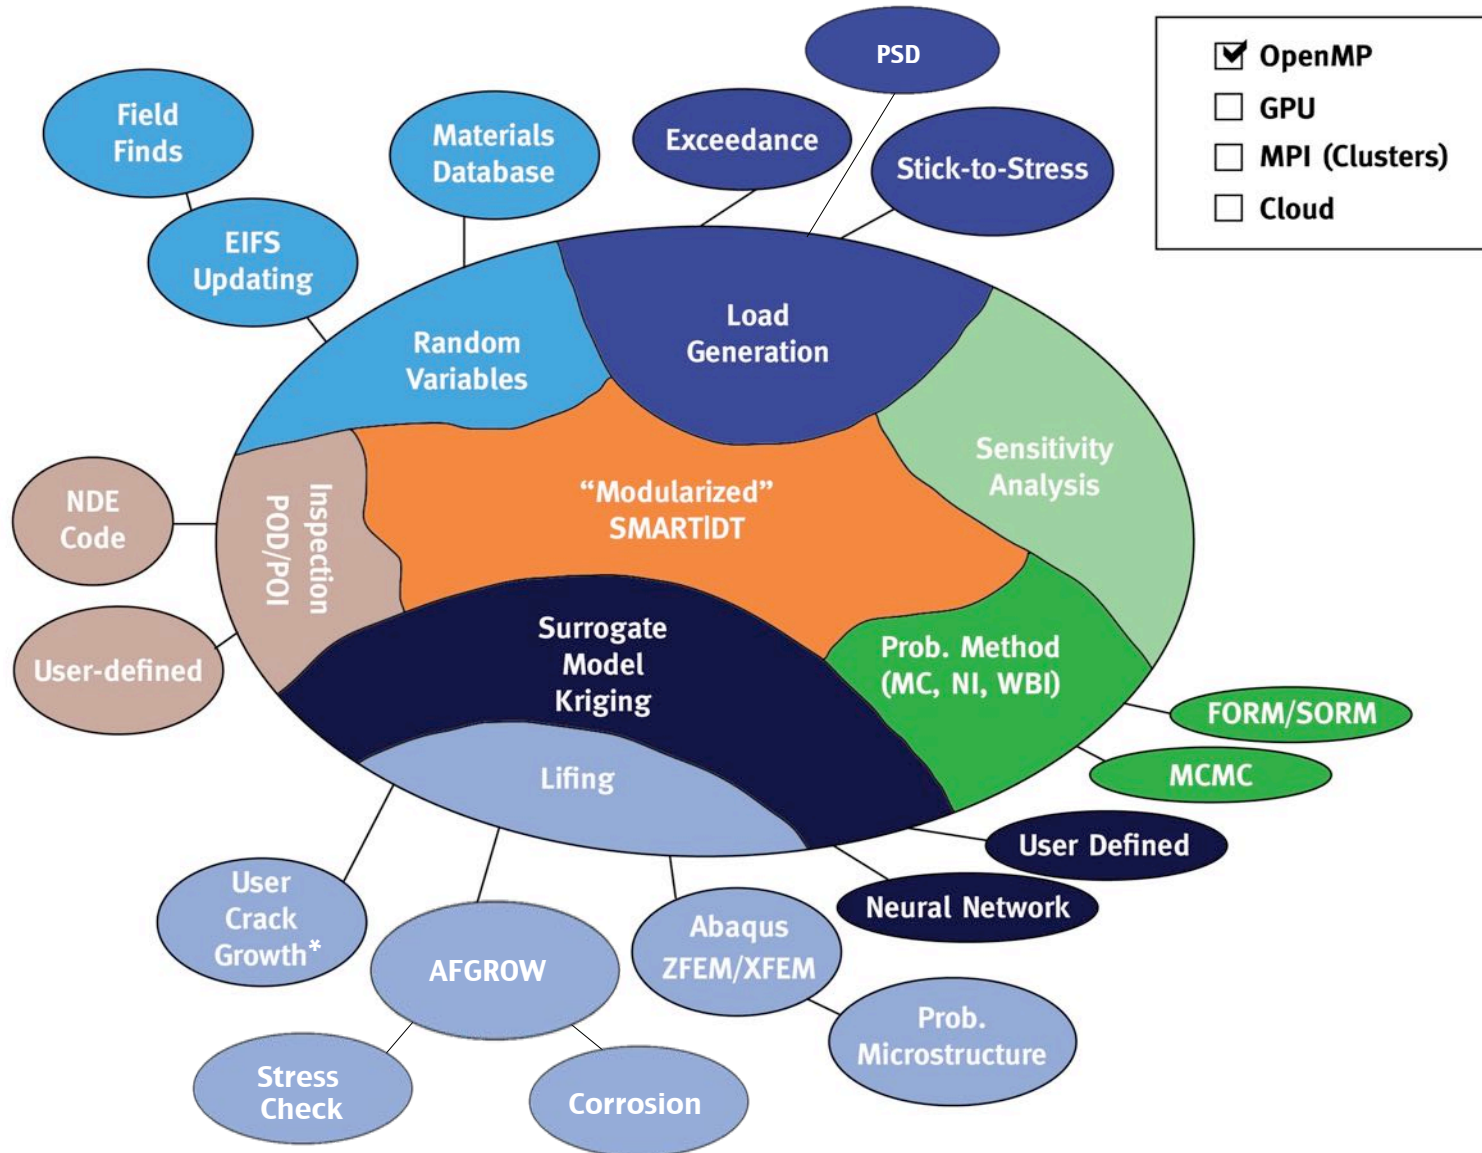 PSD
OpenMP
GPU
MPI (Clusters)
Cloud
Field
Finds
Materials
Database
Exceedance
Stick-to-Stress
EIFS
Updating
Load
Generation
Random
Variables
Sensitivity
Analysis
NDE
Code
Inspection
POD/POI
“Modularized”
SMART|DT
User-defined
Surrogate
Model
Kriging
Prob. Method
(MC, NI, WBI)
FORM/SORM
MCMC
Lifing
User Defined
Neural Network
User
Crack
Growth*
AFGROW
Abaqus
ZFEM/XFEM
Prob.
Microstructure
Stress
Check
Corrosion